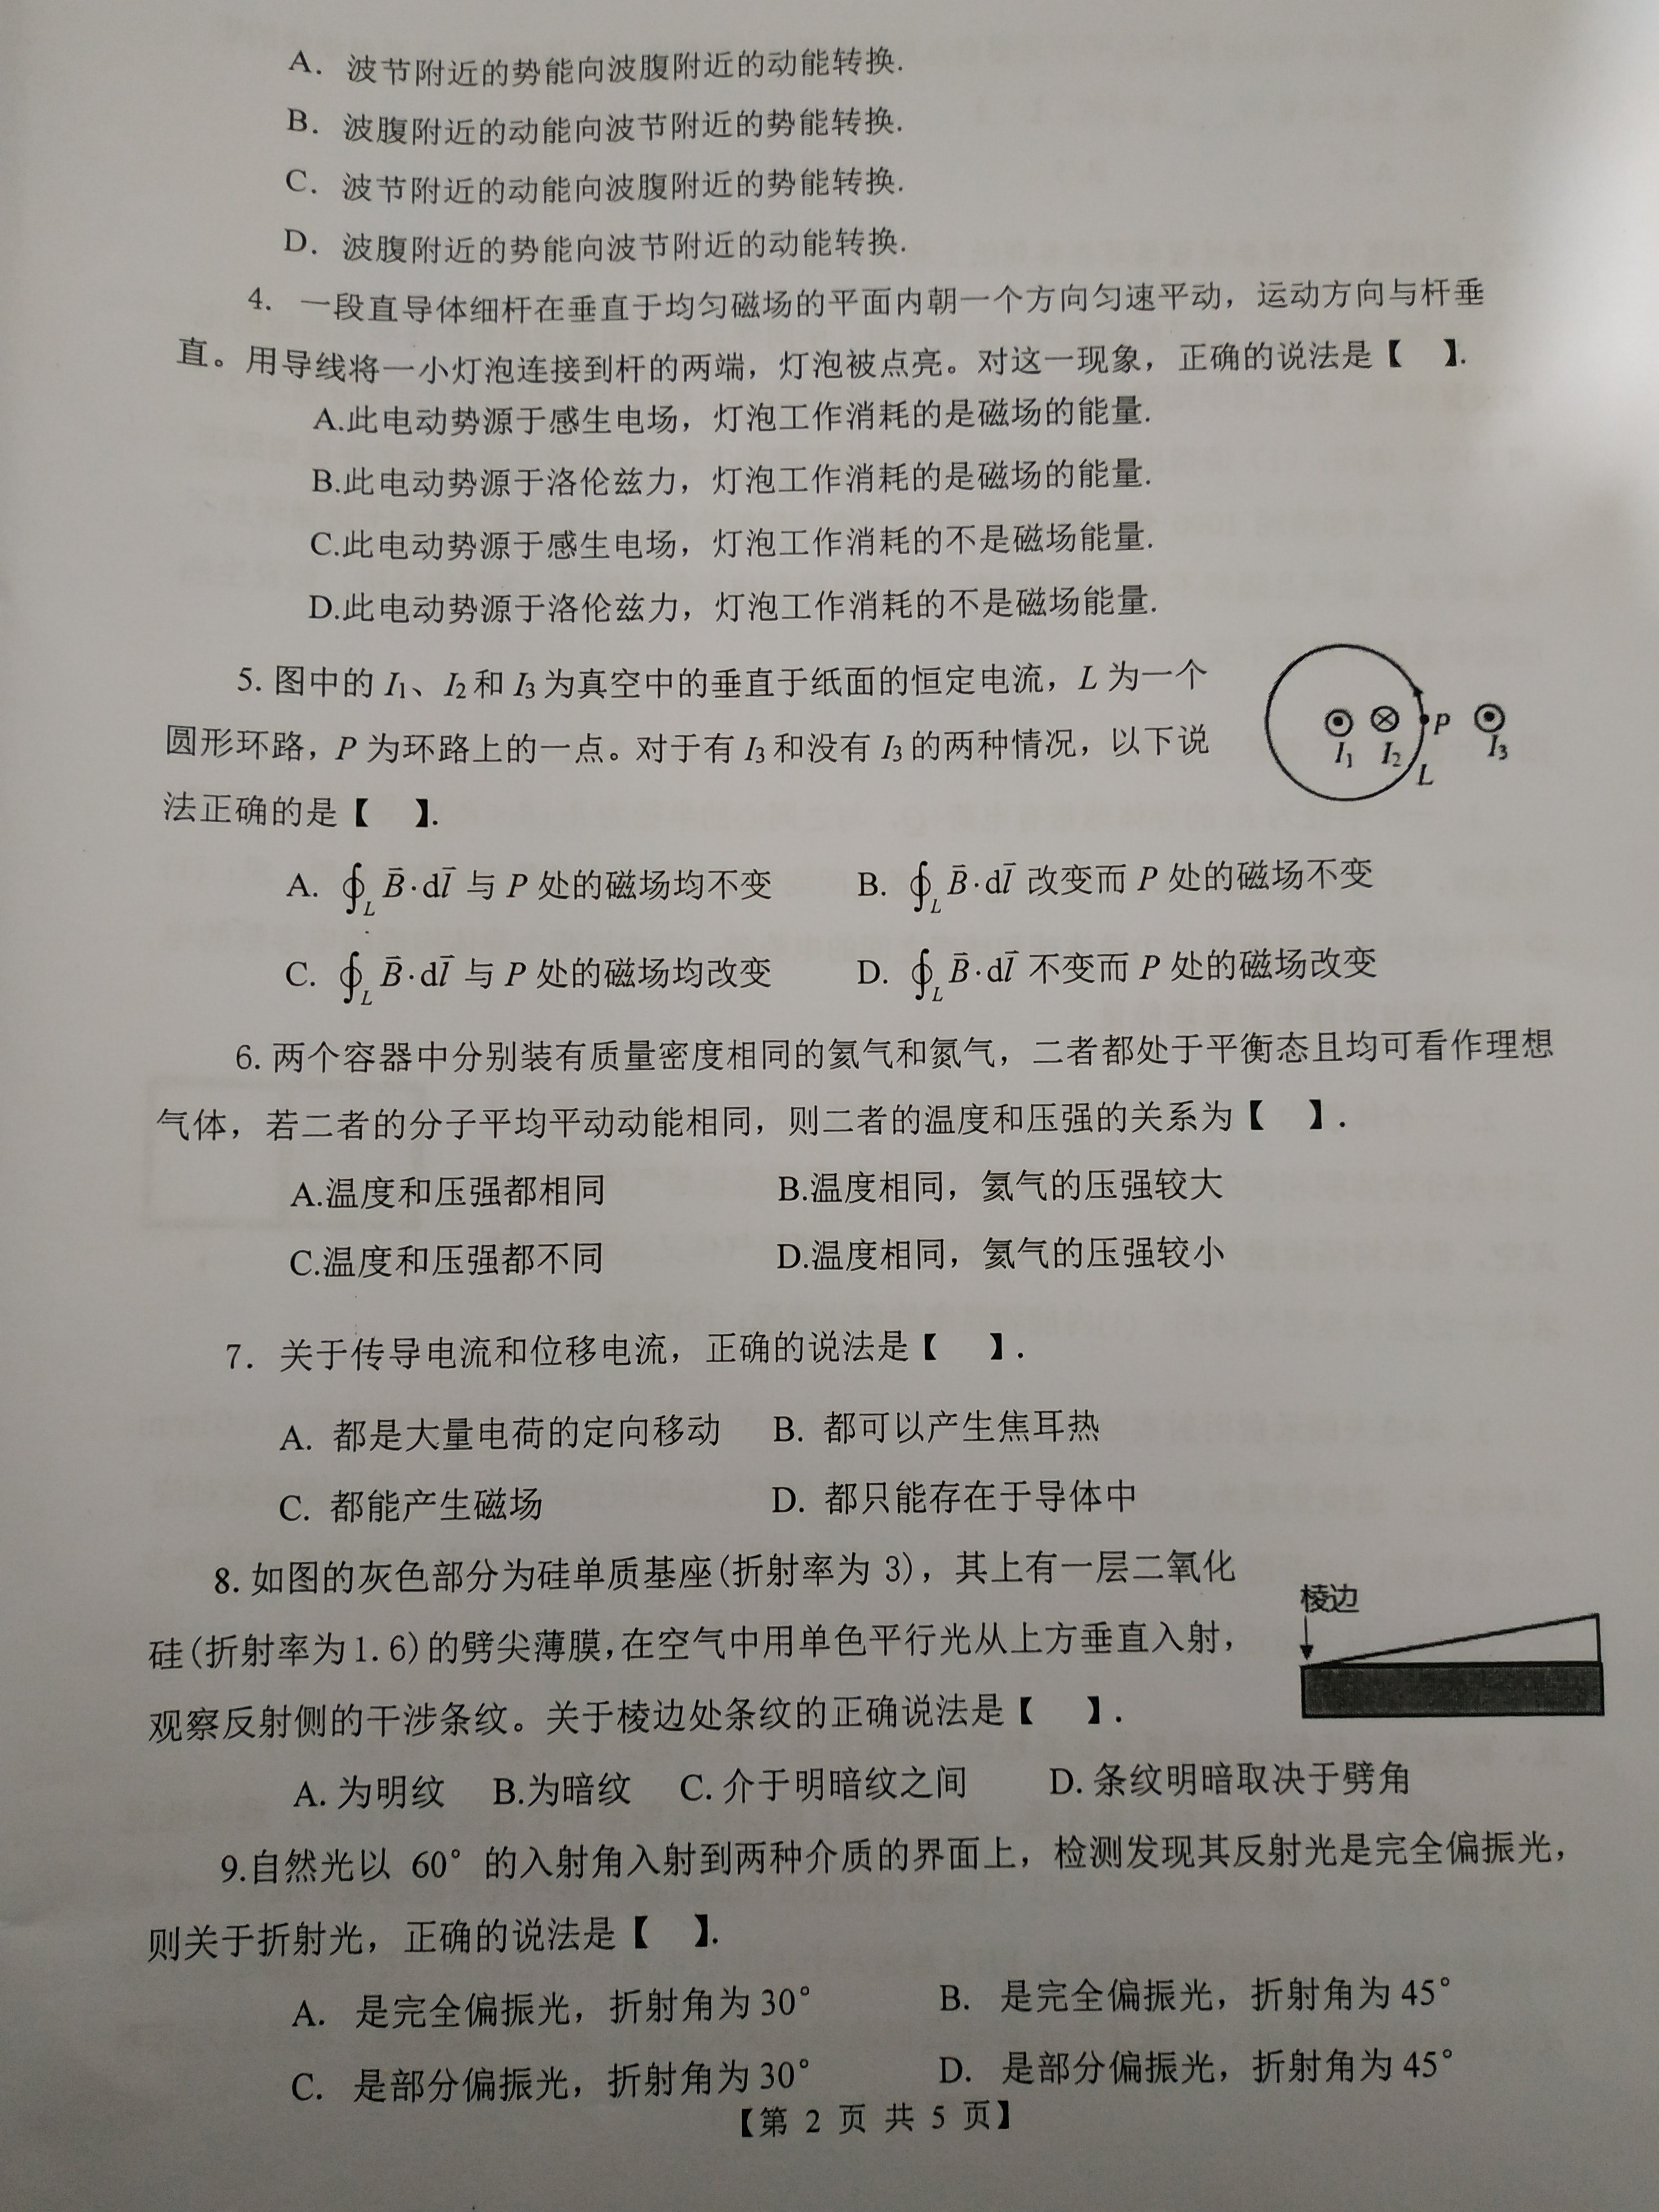 A. 波节附近的势能向波腹附近的动能转换.
B. 波腹附近的动能向波节附近的势能转换.
C. 波节附近的动能向波腹附近的势能转换.
D. 波腹附近的势能向波节附近的动能转换.
4. 一段直导体细杆在垂直于均匀磁场的平面内朝一个方向匀速平动，运动方向与杆垂
直。用导线将一小灯泡连接到杆的两端，灯泡被点亮。对这一现象，正确的说法是【 】.
A.此电动势源于感生电场，灯泡工作消耗的是磁场的能量.
B.此电动势源于洛伦兹力，灯泡工作消耗的是磁场的能量.
C.此电动势源于感生电场，灯泡工作消耗的不是磁场能量.
D.此电动势源于洛伦兹力，灯泡工作消耗的不是磁场能量.
5. 图中的 I₁、I₂和 I₃为真空中的垂直于纸面的恒定电流，L 为一个
圆形环路，P 为环路上的一点。对于有 I₃和没有 I₃的两种情况，以下说
法正确的是【 】.
P
I₁ I₂ L I₃
A. ∮_L B̄·dl̄ 与 P 处的磁场均不变 B. ∮_L B̄·dl̄ 改变而 P 处的磁场不变
C. ∮_L B̄·dl̄ 与 P 处的磁场均改变 D. ∮_L B̄·dl̄ 不变而 P 处的磁场改变
6. 两个容器中分别装有质量密度相同的氦气和氮气，二者都处于平衡态且均可看作理想
气体，若二者的分子平均平动动能相同，则二者的温度和压强的关系为【 】.
A.温度和压强都相同 B.温度相同，氦气的压强较大
C.温度和压强都不同 D.温度相同，氦气的压强较小
7. 关于传导电流和位移电流，正确的说法是【 】.
A. 都是大量电荷的定向移动 B. 都可以产生焦耳热
C. 都能产生磁场 D. 都只能存在于导体中
8. 如图的灰色部分为硅单质基座(折射率为 3)，其上有一层二氧化
硅(折射率为1.6)的劈尖薄膜,在空气中用单色平行光从上方垂直入射，
观察反射侧的干涉条纹。关于棱边处条纹的正确说法是【 】.
棱边
A. 为明纹 B.为暗纹 C. 介于明暗纹之间 D. 条纹明暗取决于劈角
9.自然光以 60° 的入射角入射到两种介质的界面上，检测发现其反射光是完全偏振光，
则关于折射光，正确的说法是【 】.
A. 是完全偏振光，折射角为 30° B. 是完全偏振光，折射角为 45°
C. 是部分偏振光，折射角为 30° D. 是部分偏振光，折射角为 45°
【第 2 页 共 5 页】